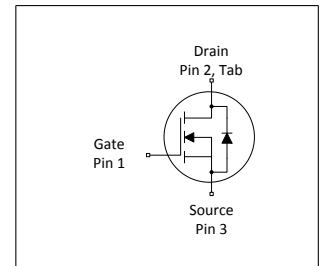 Drain
Pin 2, Tab
Gate
Pin 1
Source
Pin 3